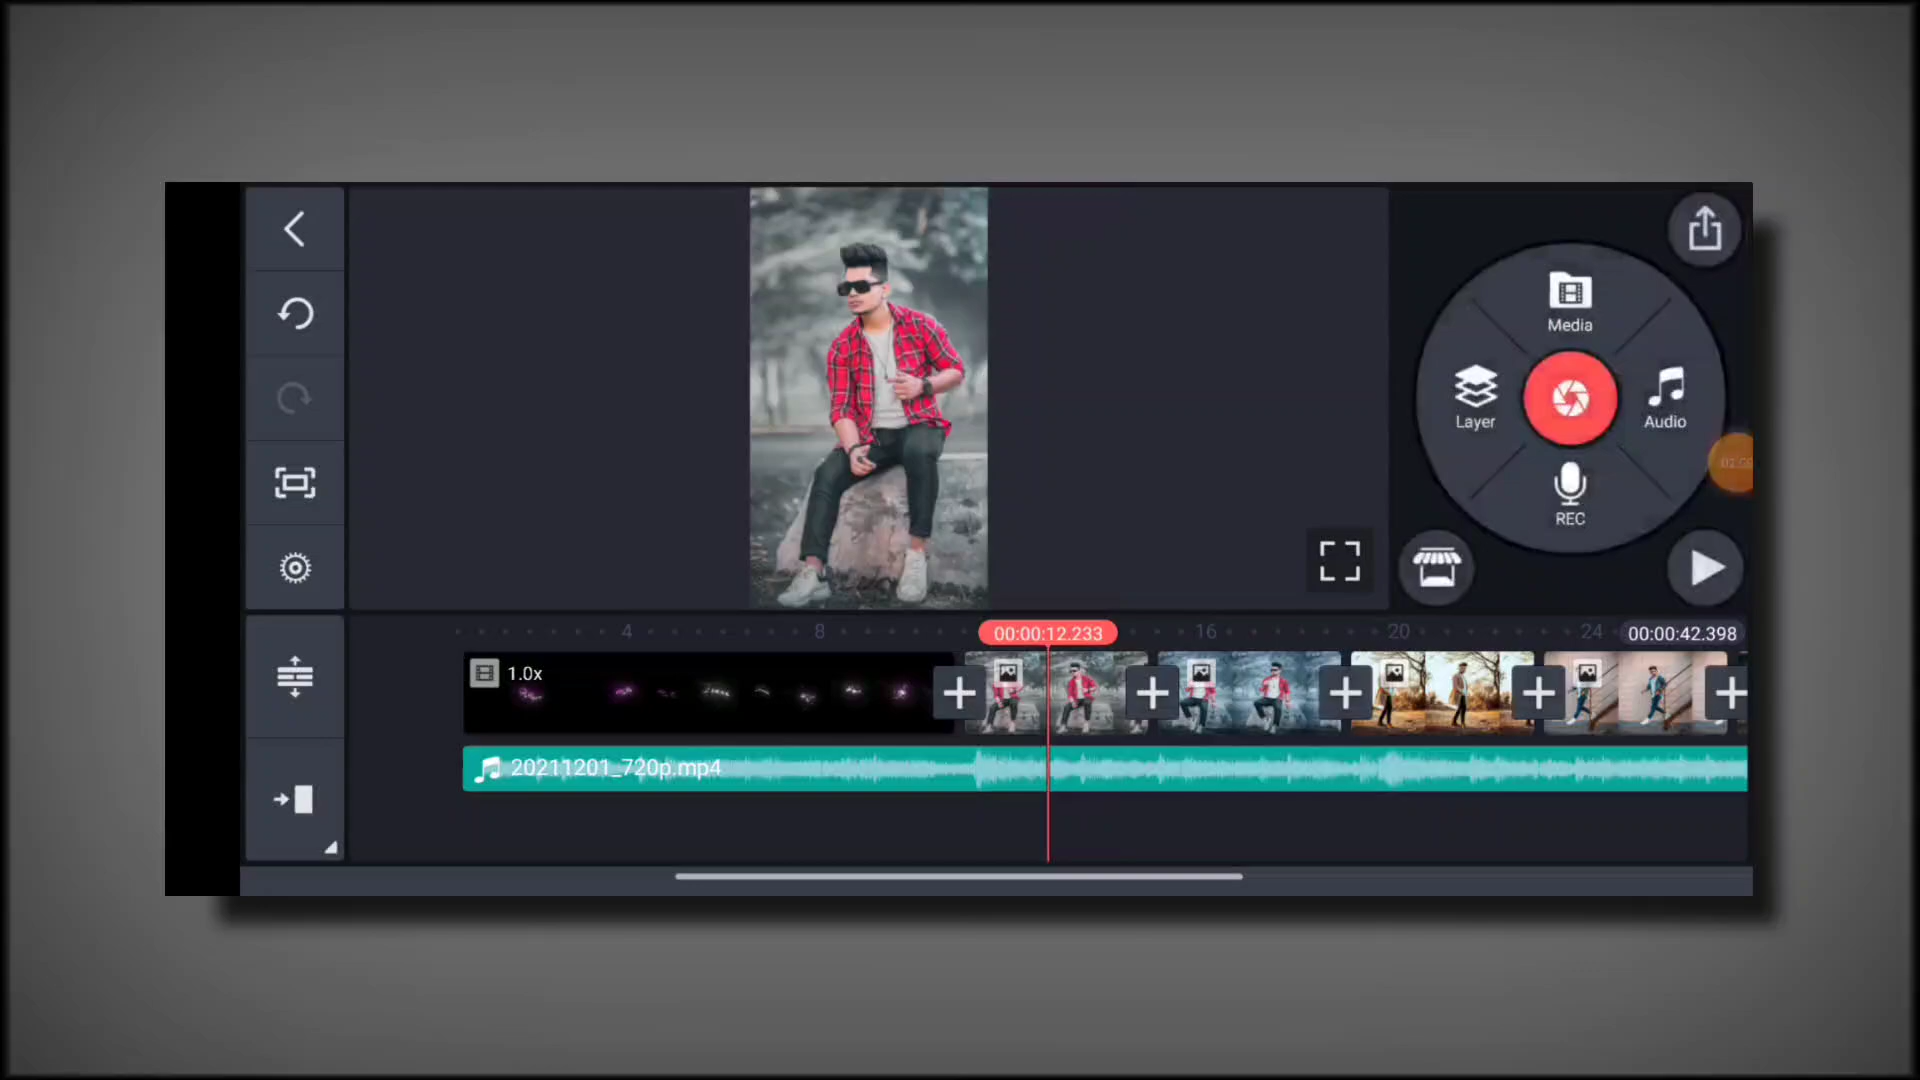 Media
Layer
Audio
REC
4
8
00:00:12.233
16
20
24
00:00:42.398
1.0x
20211201_720p.mp4